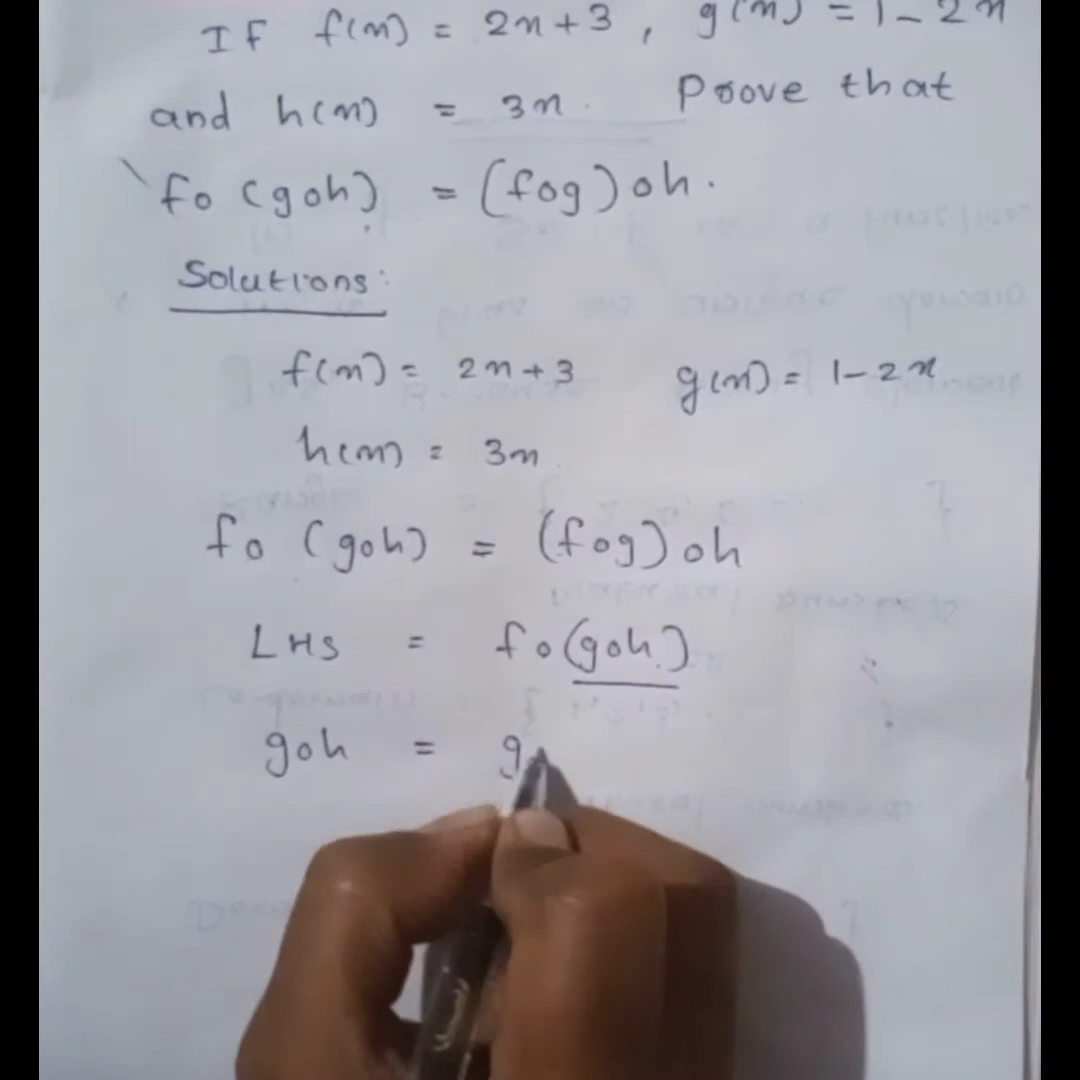 If f(x) = 2x+3, g(x) = 1-2x
and h(x) = 3x. Prove that
fo (goh) = (fog) oh.
Solutions:
f(x) = 2x+3 g(x) = 1-2x
h(x) = 3x
fo (goh) = (fog) oh
LHS = fo(goh)
goh = g